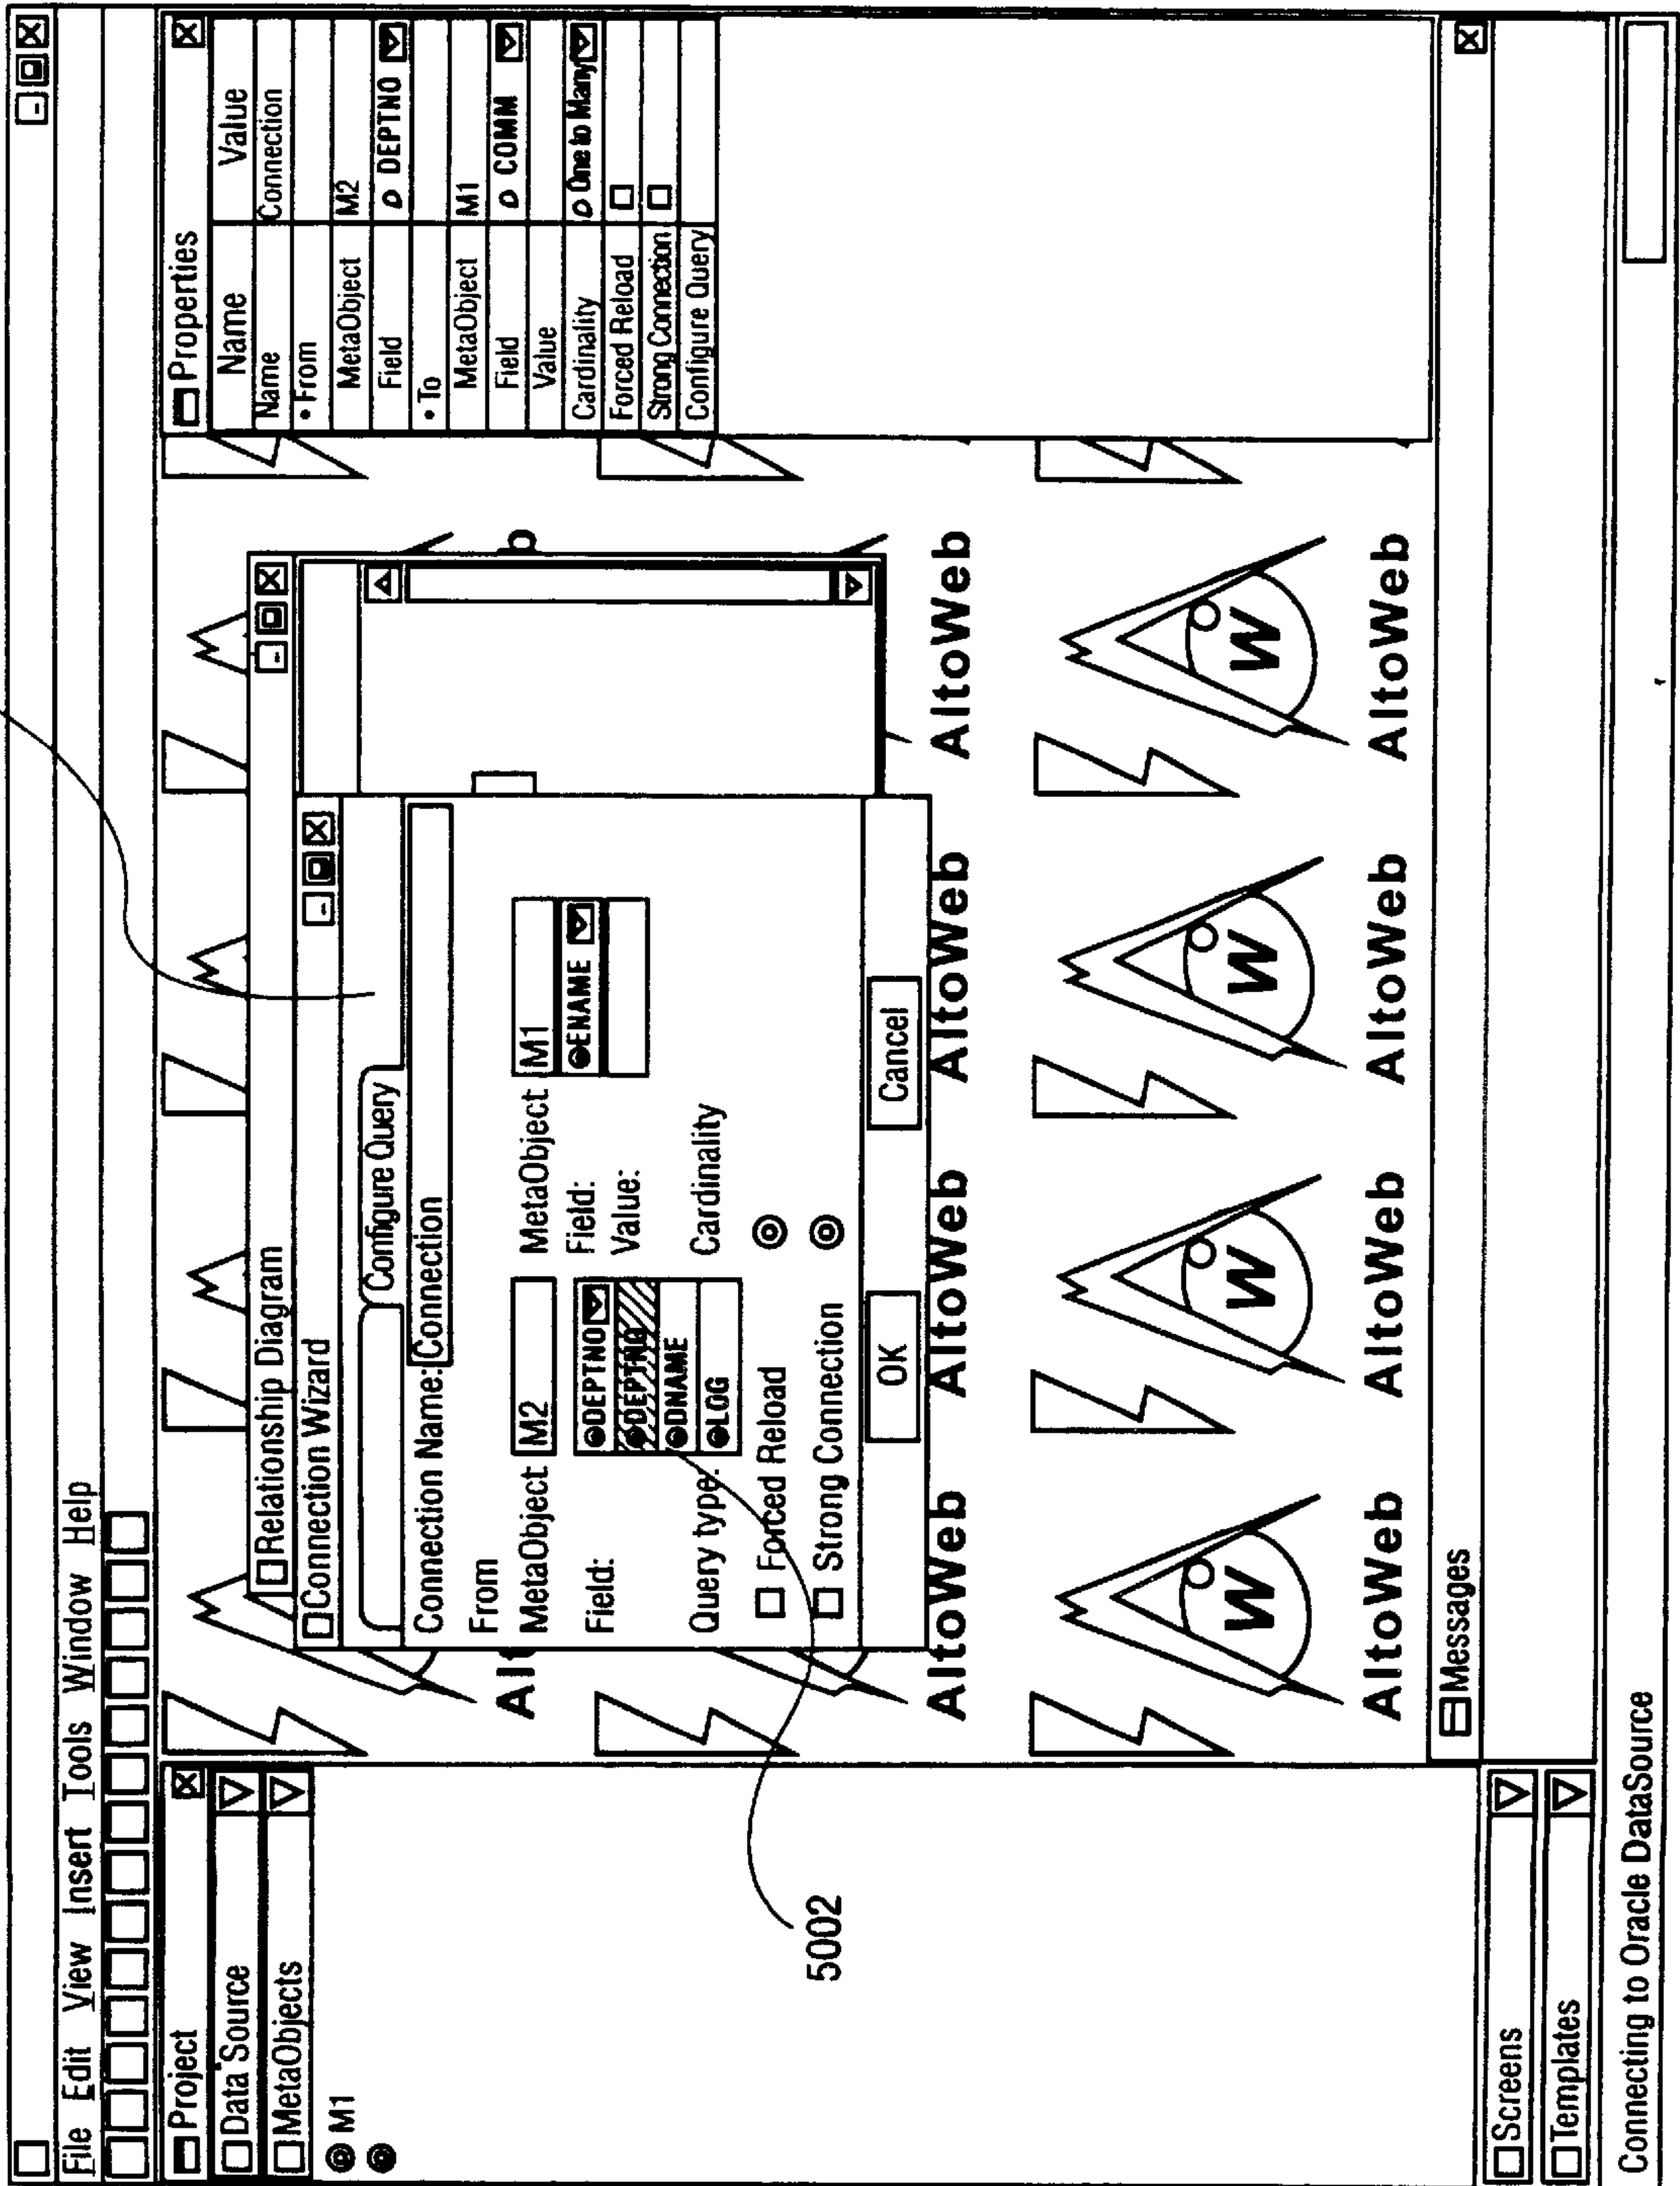 File Edit View Insert Tools Window Help
Project
Data Source
MetaObjects
M1
Screens
Templates
Connecting to Oracle DataSource
5002
Relationship Diagram
Connection Wizard
Configure Query
Connection Name: Connection
From
MetaObject M2 MetaObject M1
Field: DEPTNO Field: ENAME
DEPTNO Value:
DNAME
Query type: LOG Cardinality
Forced Reload
Strong Connection
OK Cancel
Alt
b
AltoWeb AltoWeb AltoWeb AltoWeb
W W W W
AltoWeb AltoWeb AltoWeb AltoWeb
Messages
Properties
Name Value
Name Connection
• From
MetaObject M2
Field DEPTNO
• To
MetaObject M1
Field COMM
Value
Cardinality One to Many
Forced Reload
Strong Connection
Configure Query